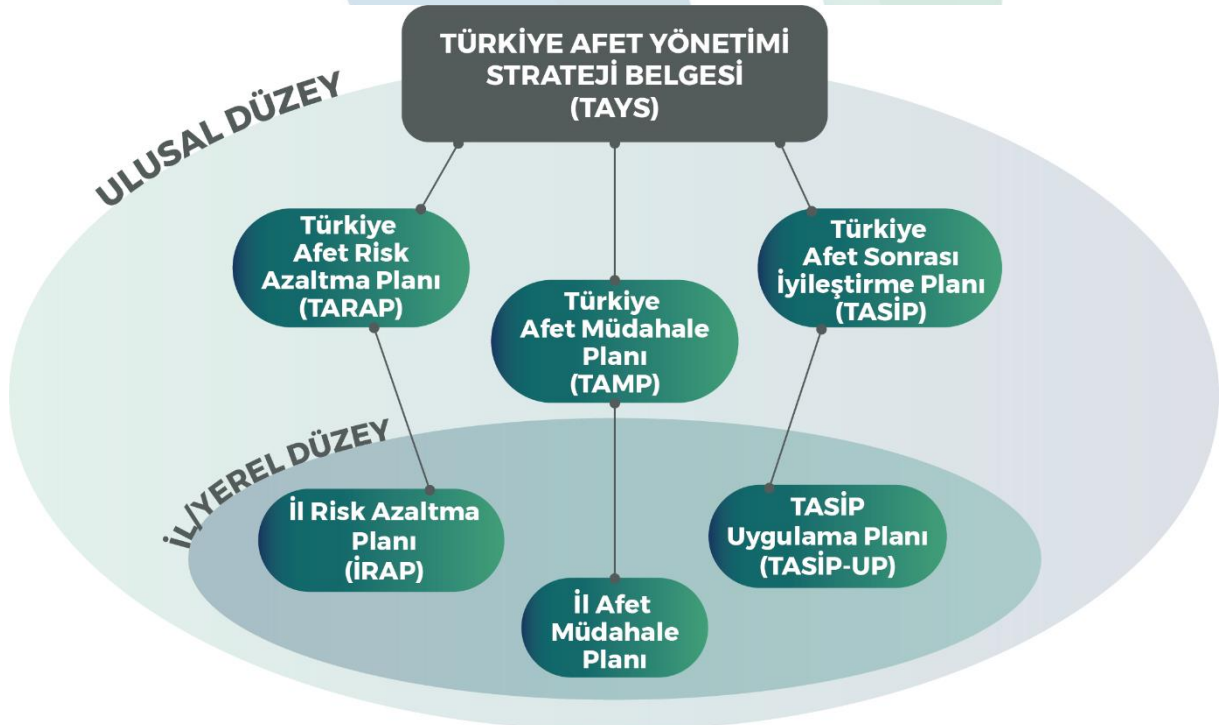 TÜRKİYE AFET YÖNETİMİ
STRATEJİ BELGESİ
(TAYS)
ULUSAL DÜZEY
Türkiye
Afet Risk
Azaltma Planı
(TARAP)
Türkiye
Afet Müdahale
Planı
(TAMP)
Türkiye
Afet Sonrası
İyileştirme Planı
(TASİP)
İL/YEREL DÜZEY
İl Risk Azaltma
Planı
(İRAP)
İl Afet
Müdahale
Planı
TASİP
Uygulama Planı
(TASİP-UP)